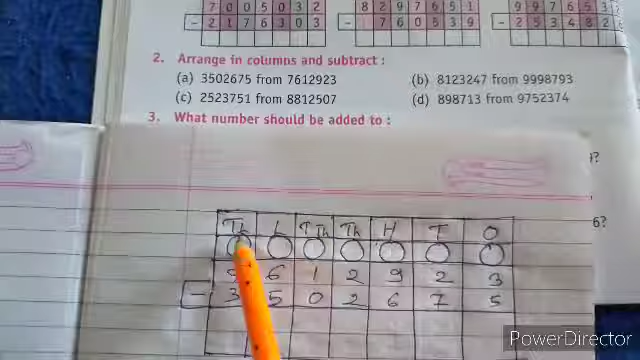 7 0 0 5 0 3 2
8 2 9 7 6 5 1
9 9 7 6 5 3
- 2 1 7 6 3 0 3
- 7 6 0 5 3 9
- 2 5 3 4 8 2
2. Arrange in columns and subtract :
(a) 3502675 from 7612923
(b) 8123247 from 9998793
(c) 2523751 from 8812507
(d) 898713 from 9752374
3. What number should be added to :
?
6?
Th L T Th Th H T O
6 1 2 9 2 3
- 3 5 0 2 6 7 5
PowerDirector